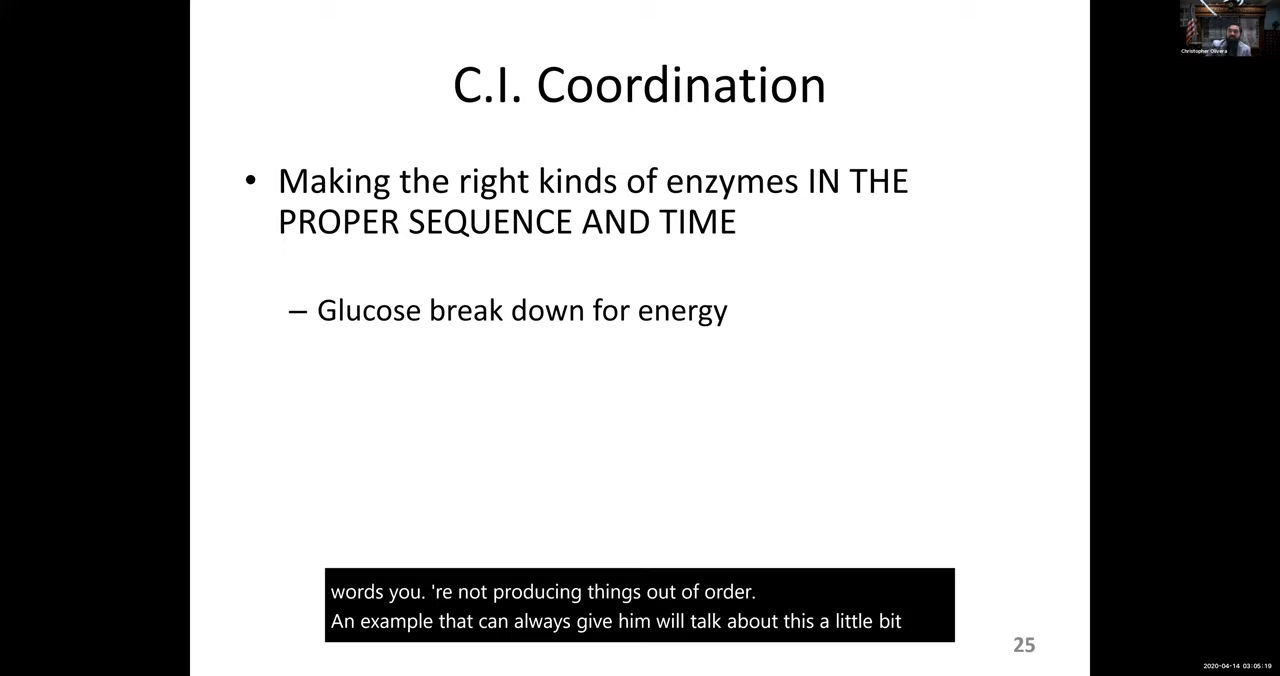 Christopher Olivera
C.I. Coordination
• Making the right kinds of enzymes IN THE
PROPER SEQUENCE AND TIME
– Glucose break down for energy
words you. 're not producing things out of order.
An example that can always give him will talk about this a little bit
25
2020-04-14 03:05:19